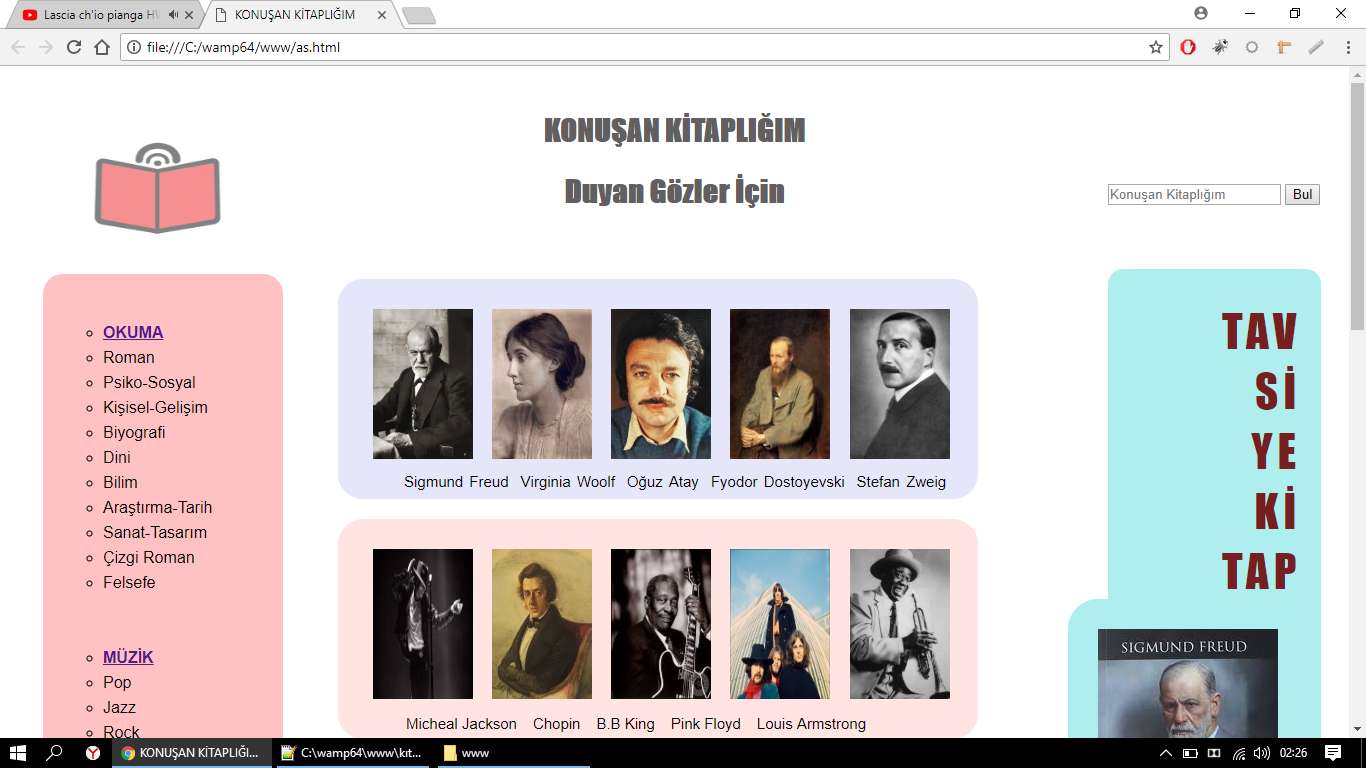 Lascia ch'io pianga H
KONUŞAN KİTAPLIĞIM
file:///C:/wamp64/www/as.html
KONUŞAN KİTAPLIĞIM
Duyan Gözler İçin
Konuşan Kitaplığım Bul
OKUMA
Roman
Psiko-Sosyal
Kişisel-Gelişim
Biyografi
Dini
Bilim
Araştırma-Tarih
Sanat-Tasarım
Çizgi Roman
Felsefe
MÜZİK
Pop
Jazz
Rock
Sigmund Freud Virginia Woolf Oğuz Atay Fyodor Dostoyevski Stefan Zweig
Micheal Jackson Chopin B.B King Pink Floyd Louis Armstrong
TAV
Sİ
YE
Kİ
TAP
SIGMUND FREUD
KONUŞAN KİTAPLIĞI...
C:\wamp64\www\kıt...
www
02:26